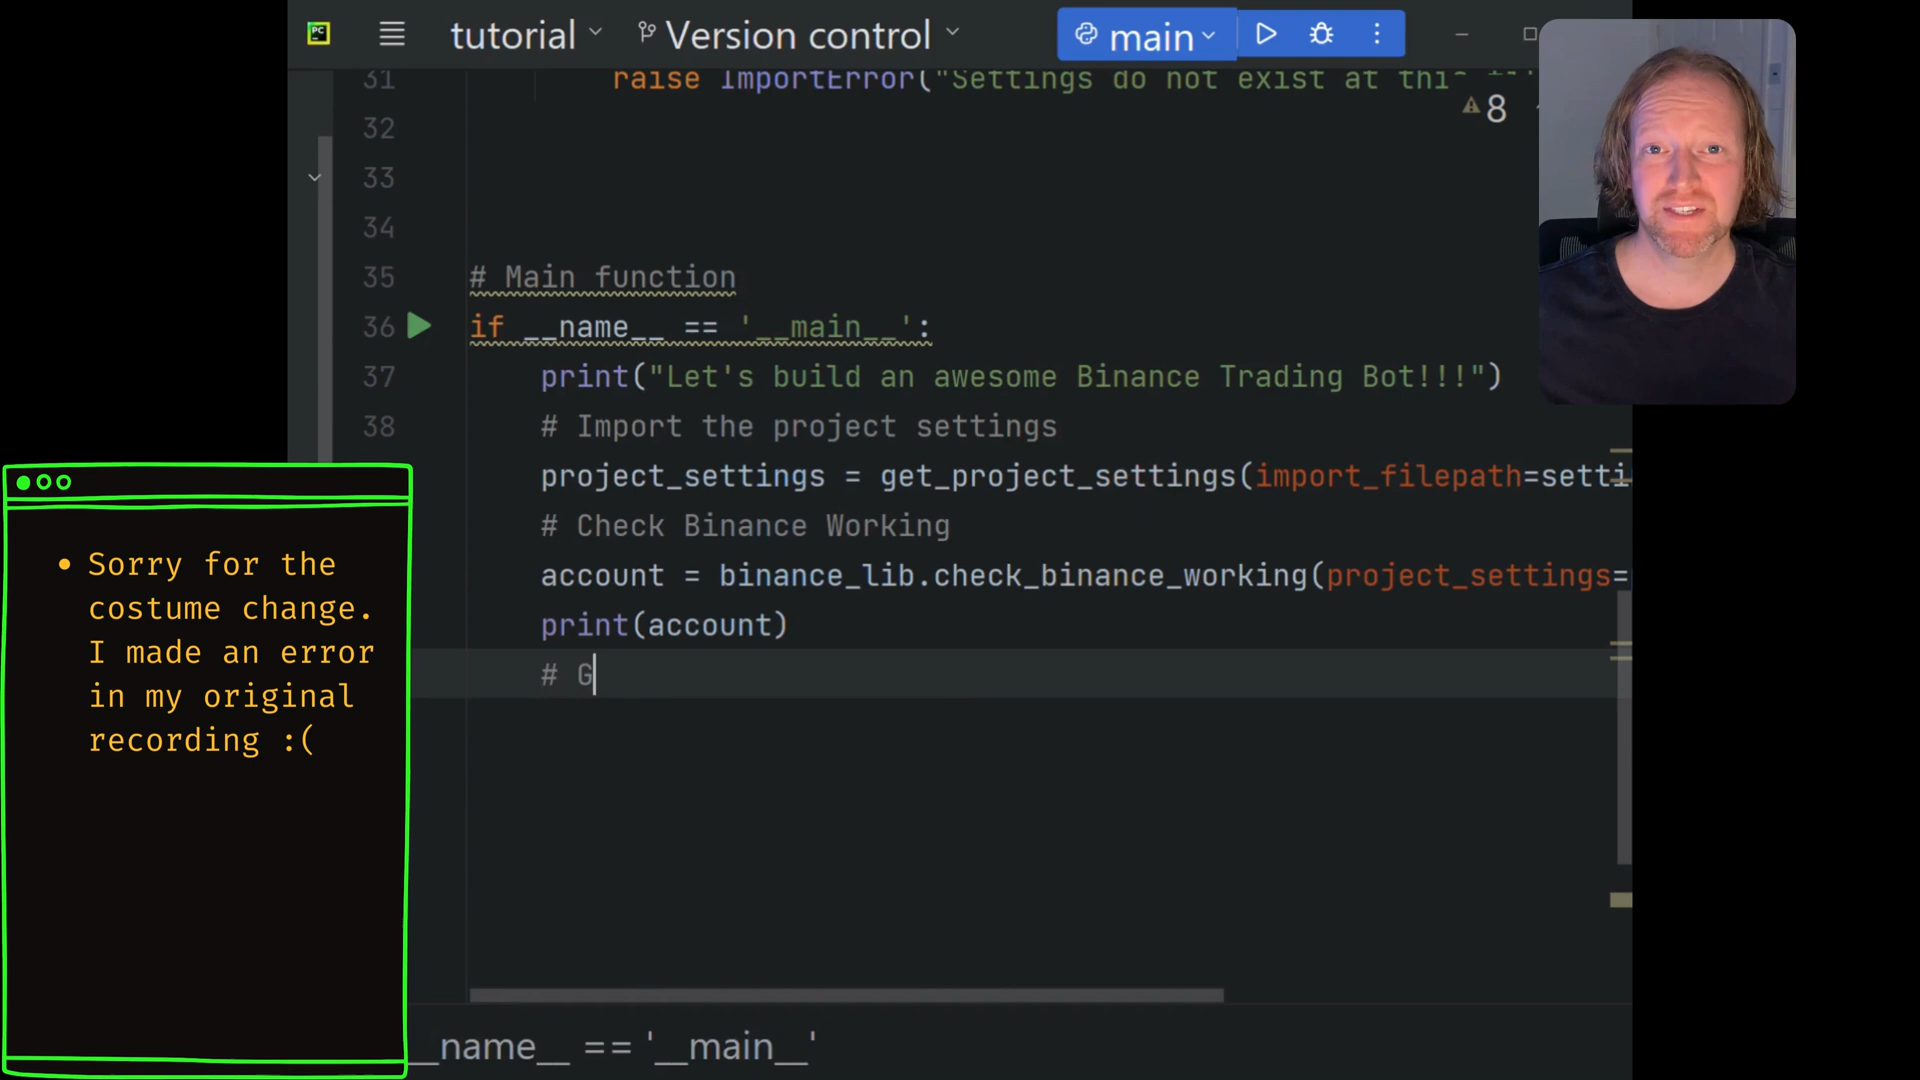 PC
tutorial
Version control
main
31 raise ImportError("Settings do not exist at thi
8
32
33
34
35 # Main function
36 if __name__ == '__main__':
37 print("Let's build an awesome Binance Trading Bot!!!")
38 # Import the project settings
project_settings = get_project_settings(import_filepath=setti
# Check Binance Working
account = binance_lib.check_binance_working(project_settings=
print(account)
# G
• Sorry for the
costume change.
I made an error
in my original
recording :(
__name__ == '__main__'